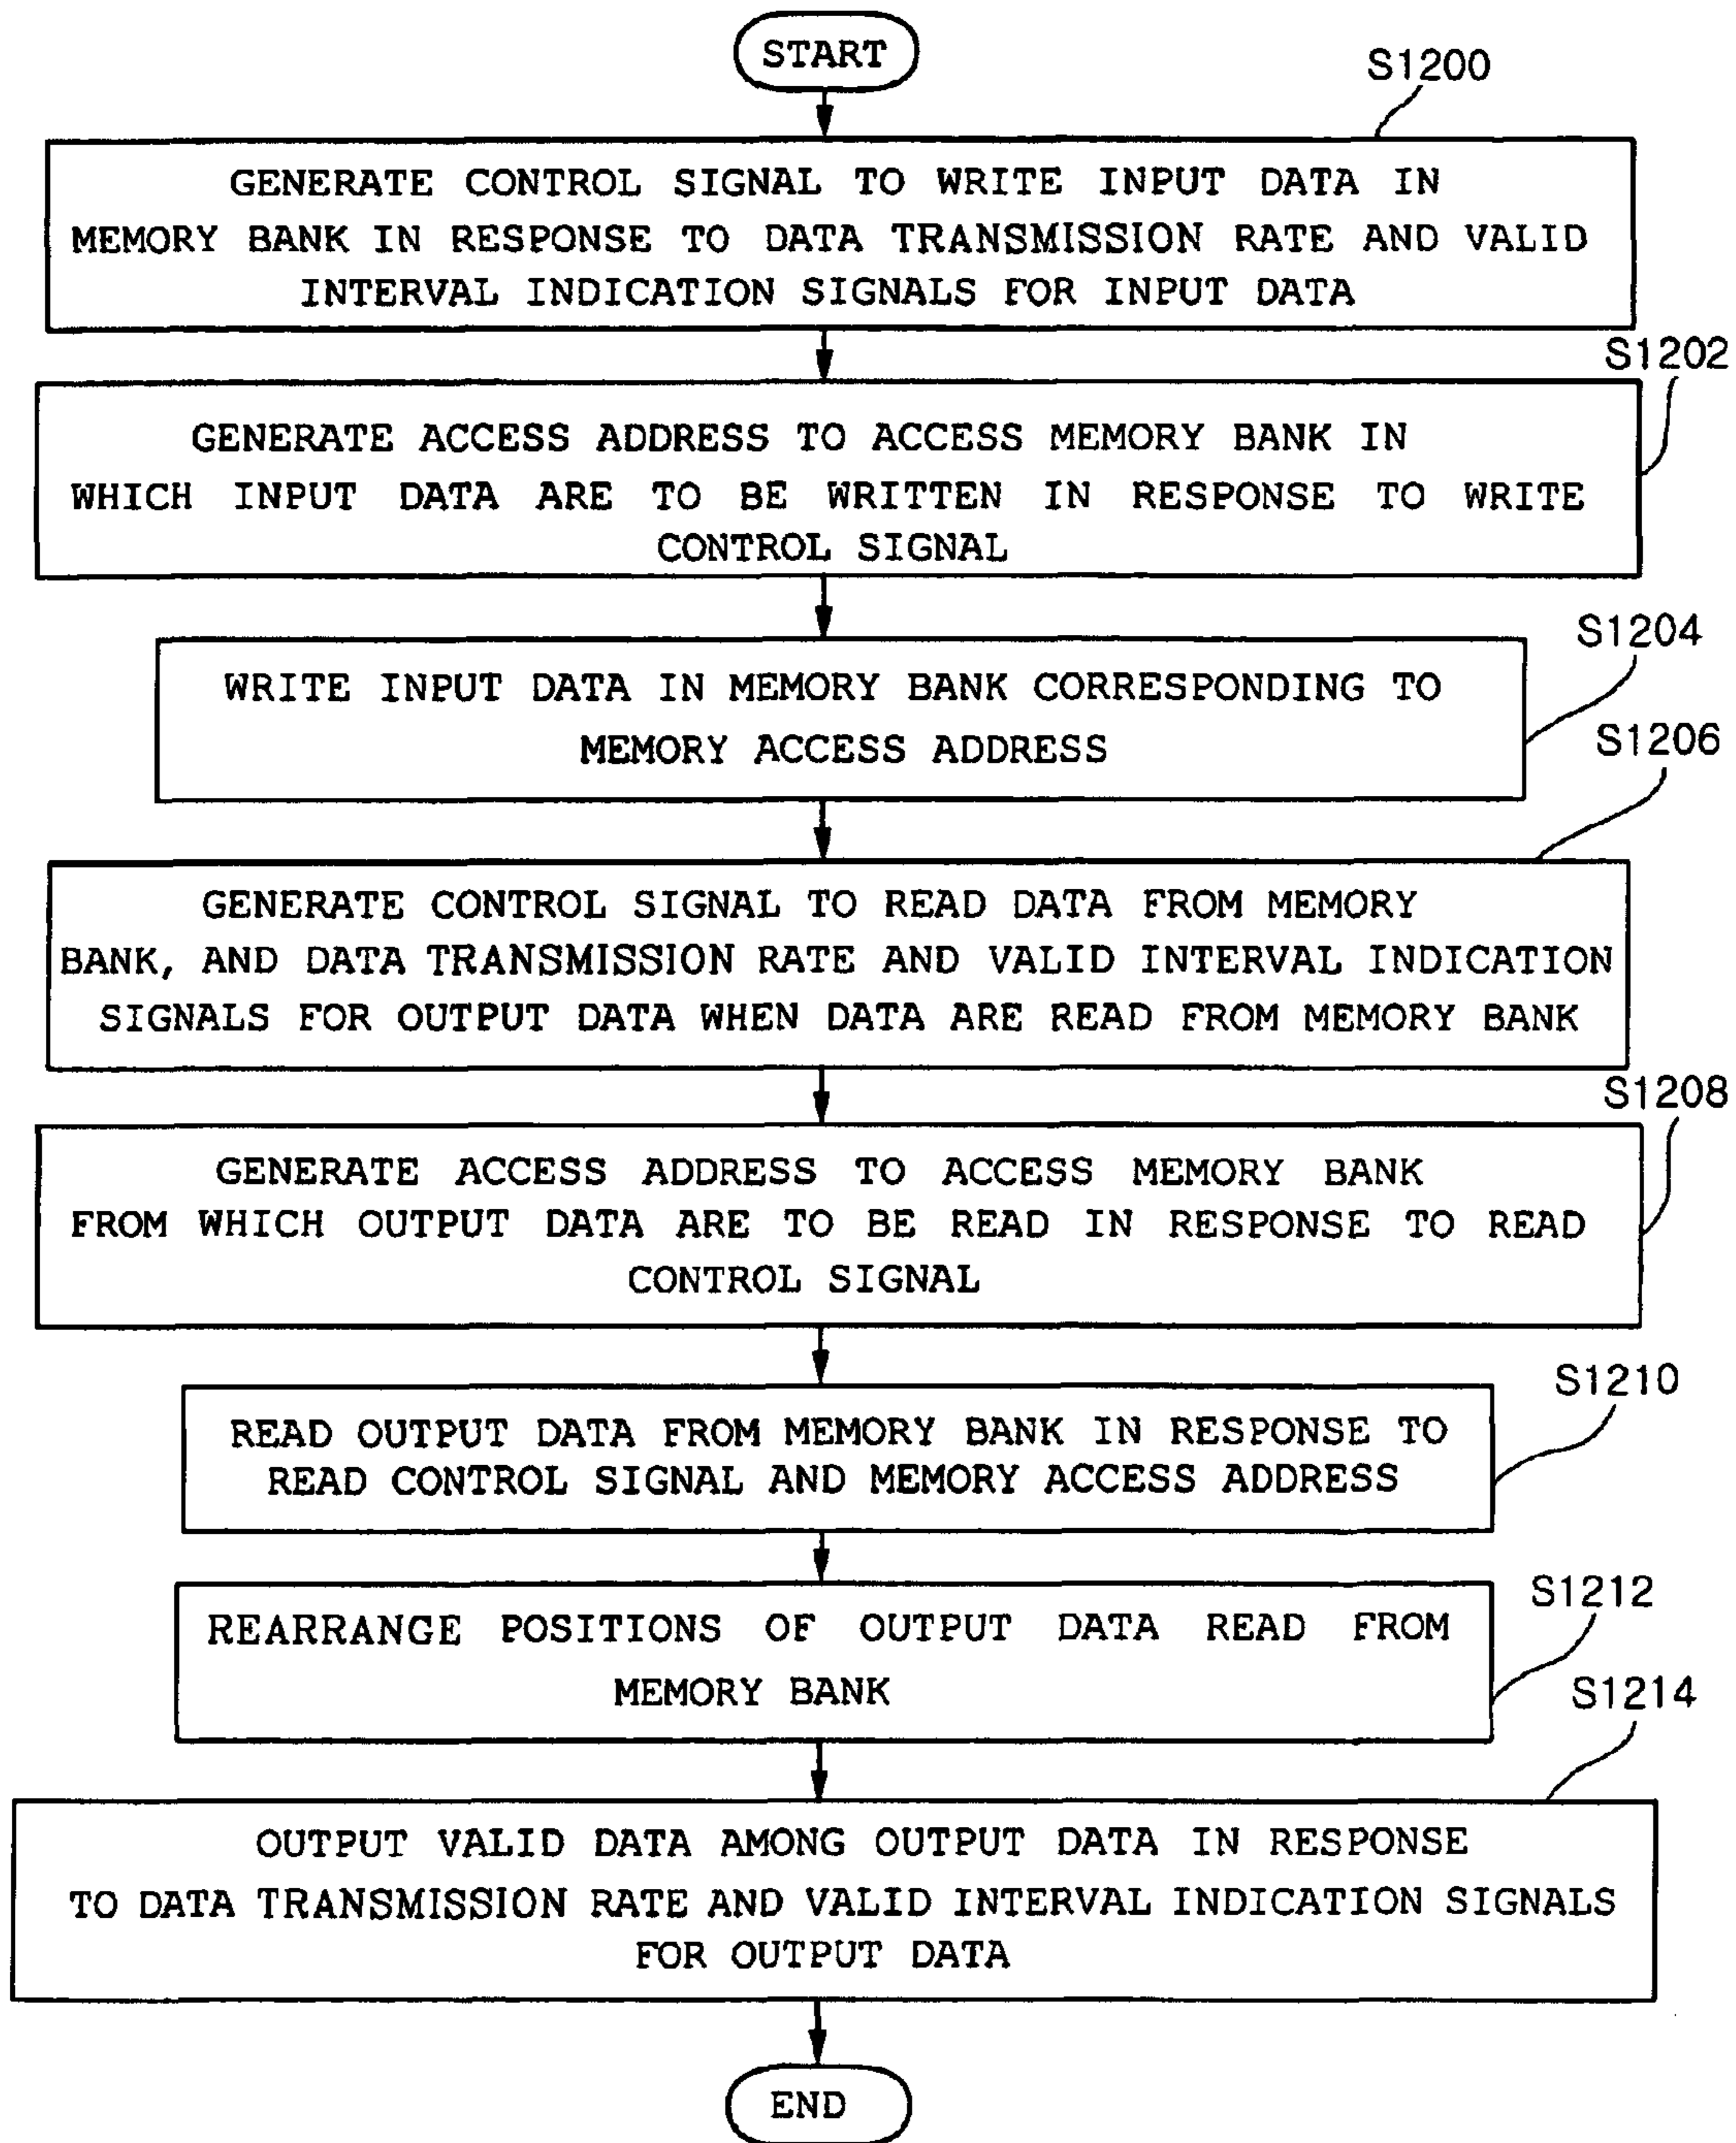 START
S1200
GENERATE CONTROL SIGNAL TO WRITE INPUT DATA IN
MEMORY BANK IN RESPONSE TO DATA TRANSMISSION RATE AND VALID
INTERVAL INDICATION SIGNALS FOR INPUT DATA
S1202
GENERATE ACCESS ADDRESS TO ACCESS MEMORY BANK IN
WHICH INPUT DATA ARE TO BE WRITTEN IN RESPONSE TO WRITE
CONTROL SIGNAL
S1204
WRITE INPUT DATA IN MEMORY BANK CORRESPONDING TO
MEMORY ACCESS ADDRESS
S1206
GENERATE CONTROL SIGNAL TO READ DATA FROM MEMORY
BANK, AND DATA TRANSMISSION RATE AND VALID INTERVAL INDICATION
SIGNALS FOR OUTPUT DATA WHEN DATA ARE READ FROM MEMORY BANK
S1208
GENERATE ACCESS ADDRESS TO ACCESS MEMORY BANK
FROM WHICH OUTPUT DATA ARE TO BE READ IN RESPONSE TO READ
CONTROL SIGNAL
S1210
READ OUTPUT DATA FROM MEMORY BANK IN RESPONSE TO
READ CONTROL SIGNAL AND MEMORY ACCESS ADDRESS
S1212
REARRANGE POSITIONS OF OUTPUT DATA READ FROM
MEMORY BANK
S1214
OUTPUT VALID DATA AMONG OUTPUT DATA IN RESPONSE
TO DATA TRANSMISSION RATE AND VALID INTERVAL INDICATION SIGNALS
FOR OUTPUT DATA
END